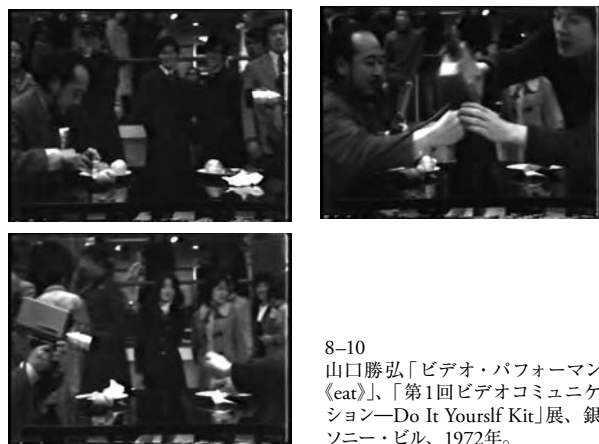 8–10
山口勝弘「ビデオ・パフォーマン
《eat》」、「第1回ビデオコミュニケ
ション—Do It Yourslf Kit」展、銀
ソニー・ビル、1972年。